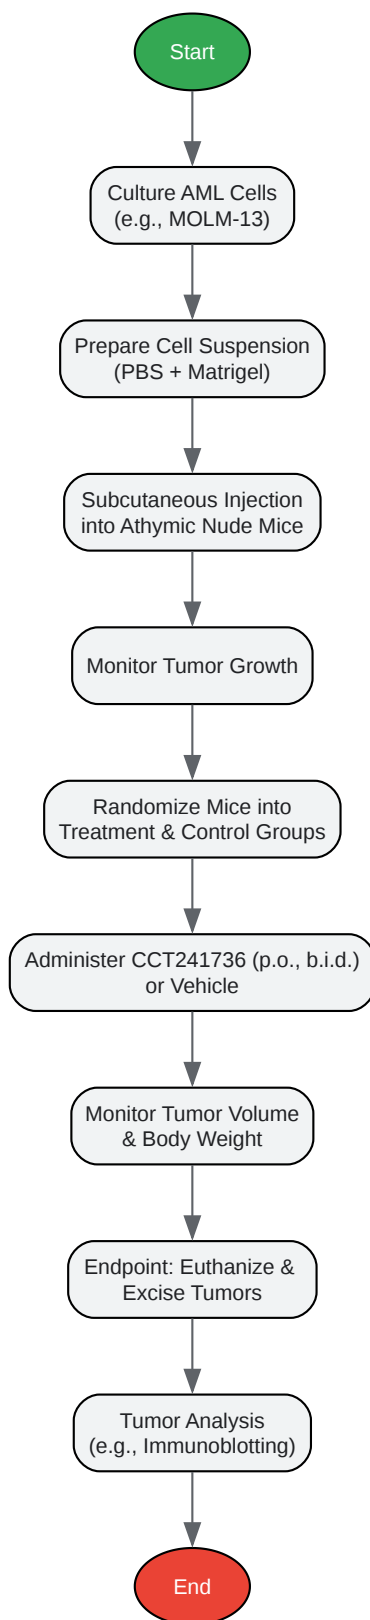 Start
Culture AML Cells
(e.g., MOLM-13)
Prepare Cell Suspension
(PBS + Matrigel)
Subcutaneous Injection
into Athymic Nude Mice
Monitor Tumor Growth
Randomize Mice into
Treatment & Control Groups
Administer CCT241736 (p.o., b.i.d.)
or Vehicle
Monitor Tumor Volume
& Body Weight
Endpoint: Euthanize &
Excise Tumors
Tumor Analysis
(e.g., Immunoblotting)
End